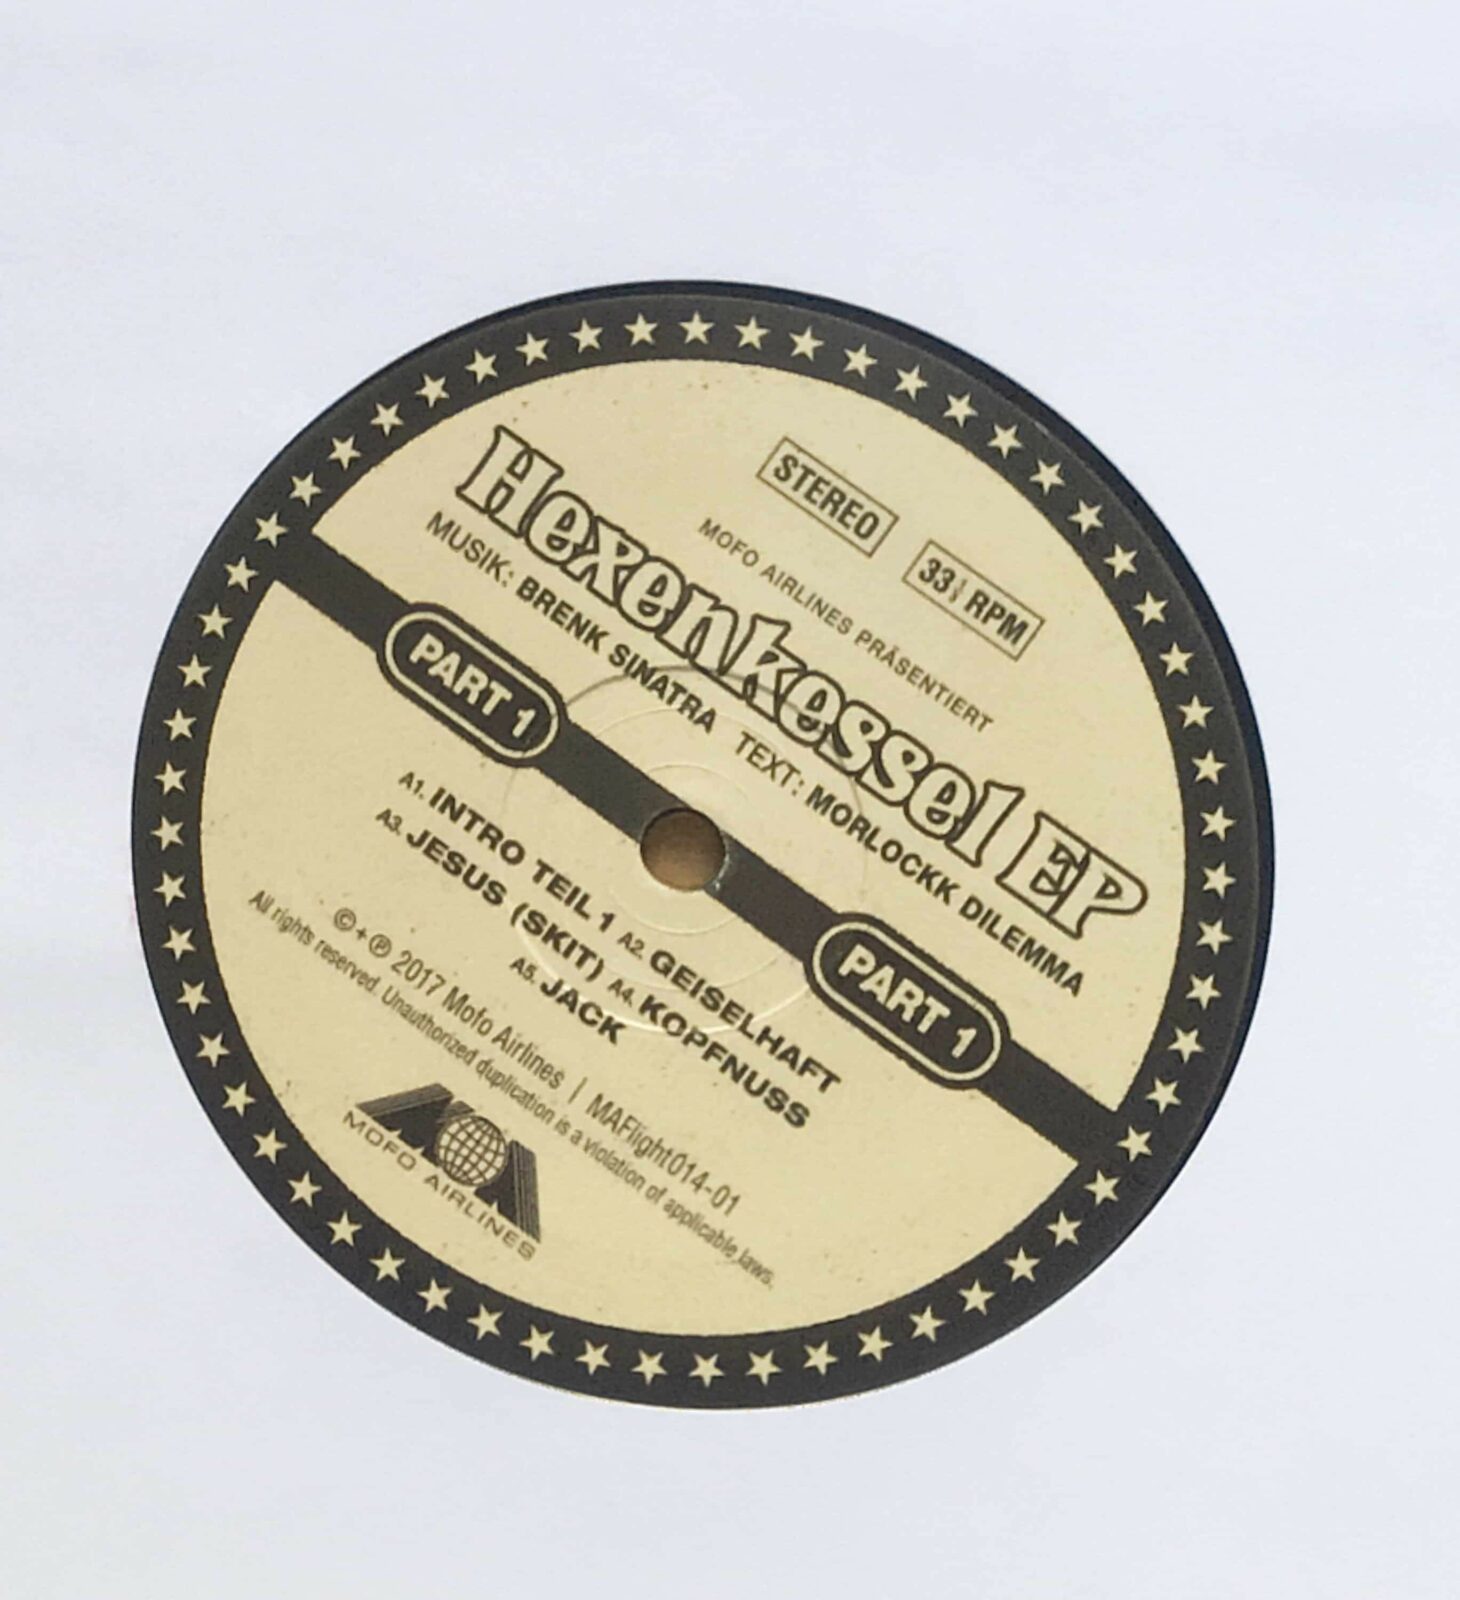 STEREO
33⅓ RPM
MOFO AIRLINES PRÄSENTIERT
Hexenkessel EP
MUSIK: BRENK SINATRA TEXT: MORLOCKK DILEMMA
PART 1
PART 1
A1. INTRO TEIL 1 A2. GEISELHAFT
A3. JESUS (SKIT) A4. KOPFNUSS
A5. JACK
© + ℗ 2017 Mofo Airlines | MAFlight014-01
All rights reserved. Unauthorized duplication is a violation of applicable laws.
MOFO AIRLINES